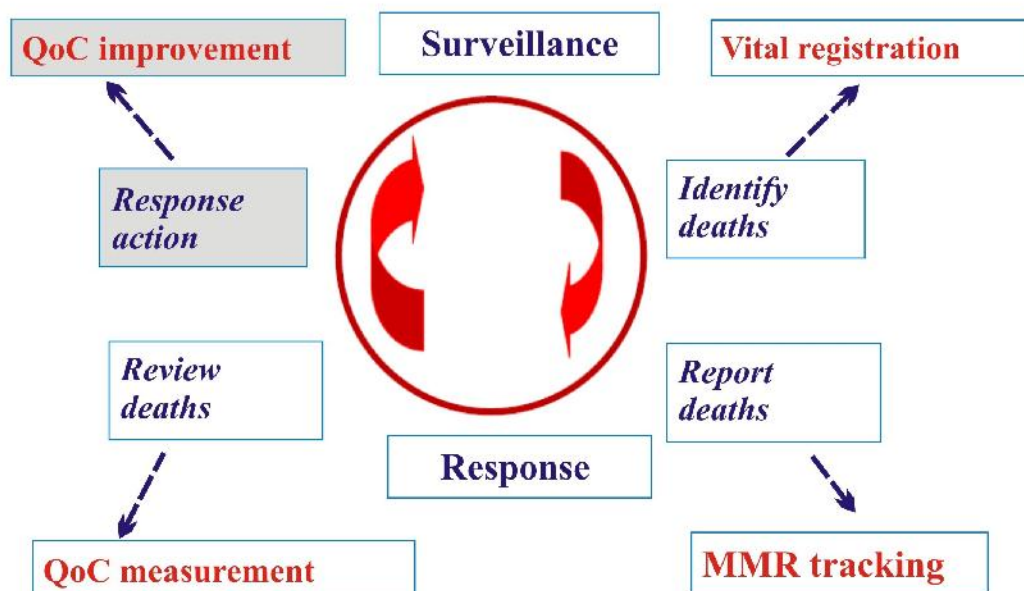 QoC improvement
Surveillance
Vital registration
Response
action
Identify
deaths
Review
deaths
Report
deaths
Response
QoC measurement
MMR tracking